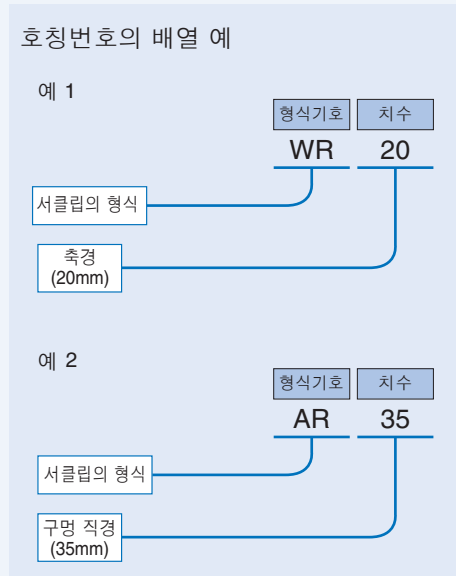 호칭번호의 배열 예
예 1
형식기호 치수
WR 20
서클립의 형식
축경
(20mm)
예 2
형식기호 치수
AR 35
서클립의 형식
구멍 직경
(35mm)